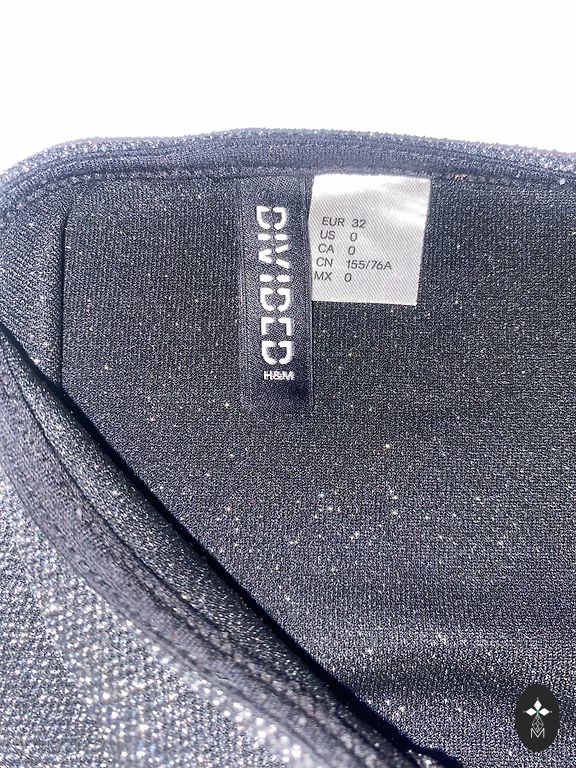 DIVIDED
H&M
EUR 32
US 0
CA 0
CN 155/76A
MX 0
M